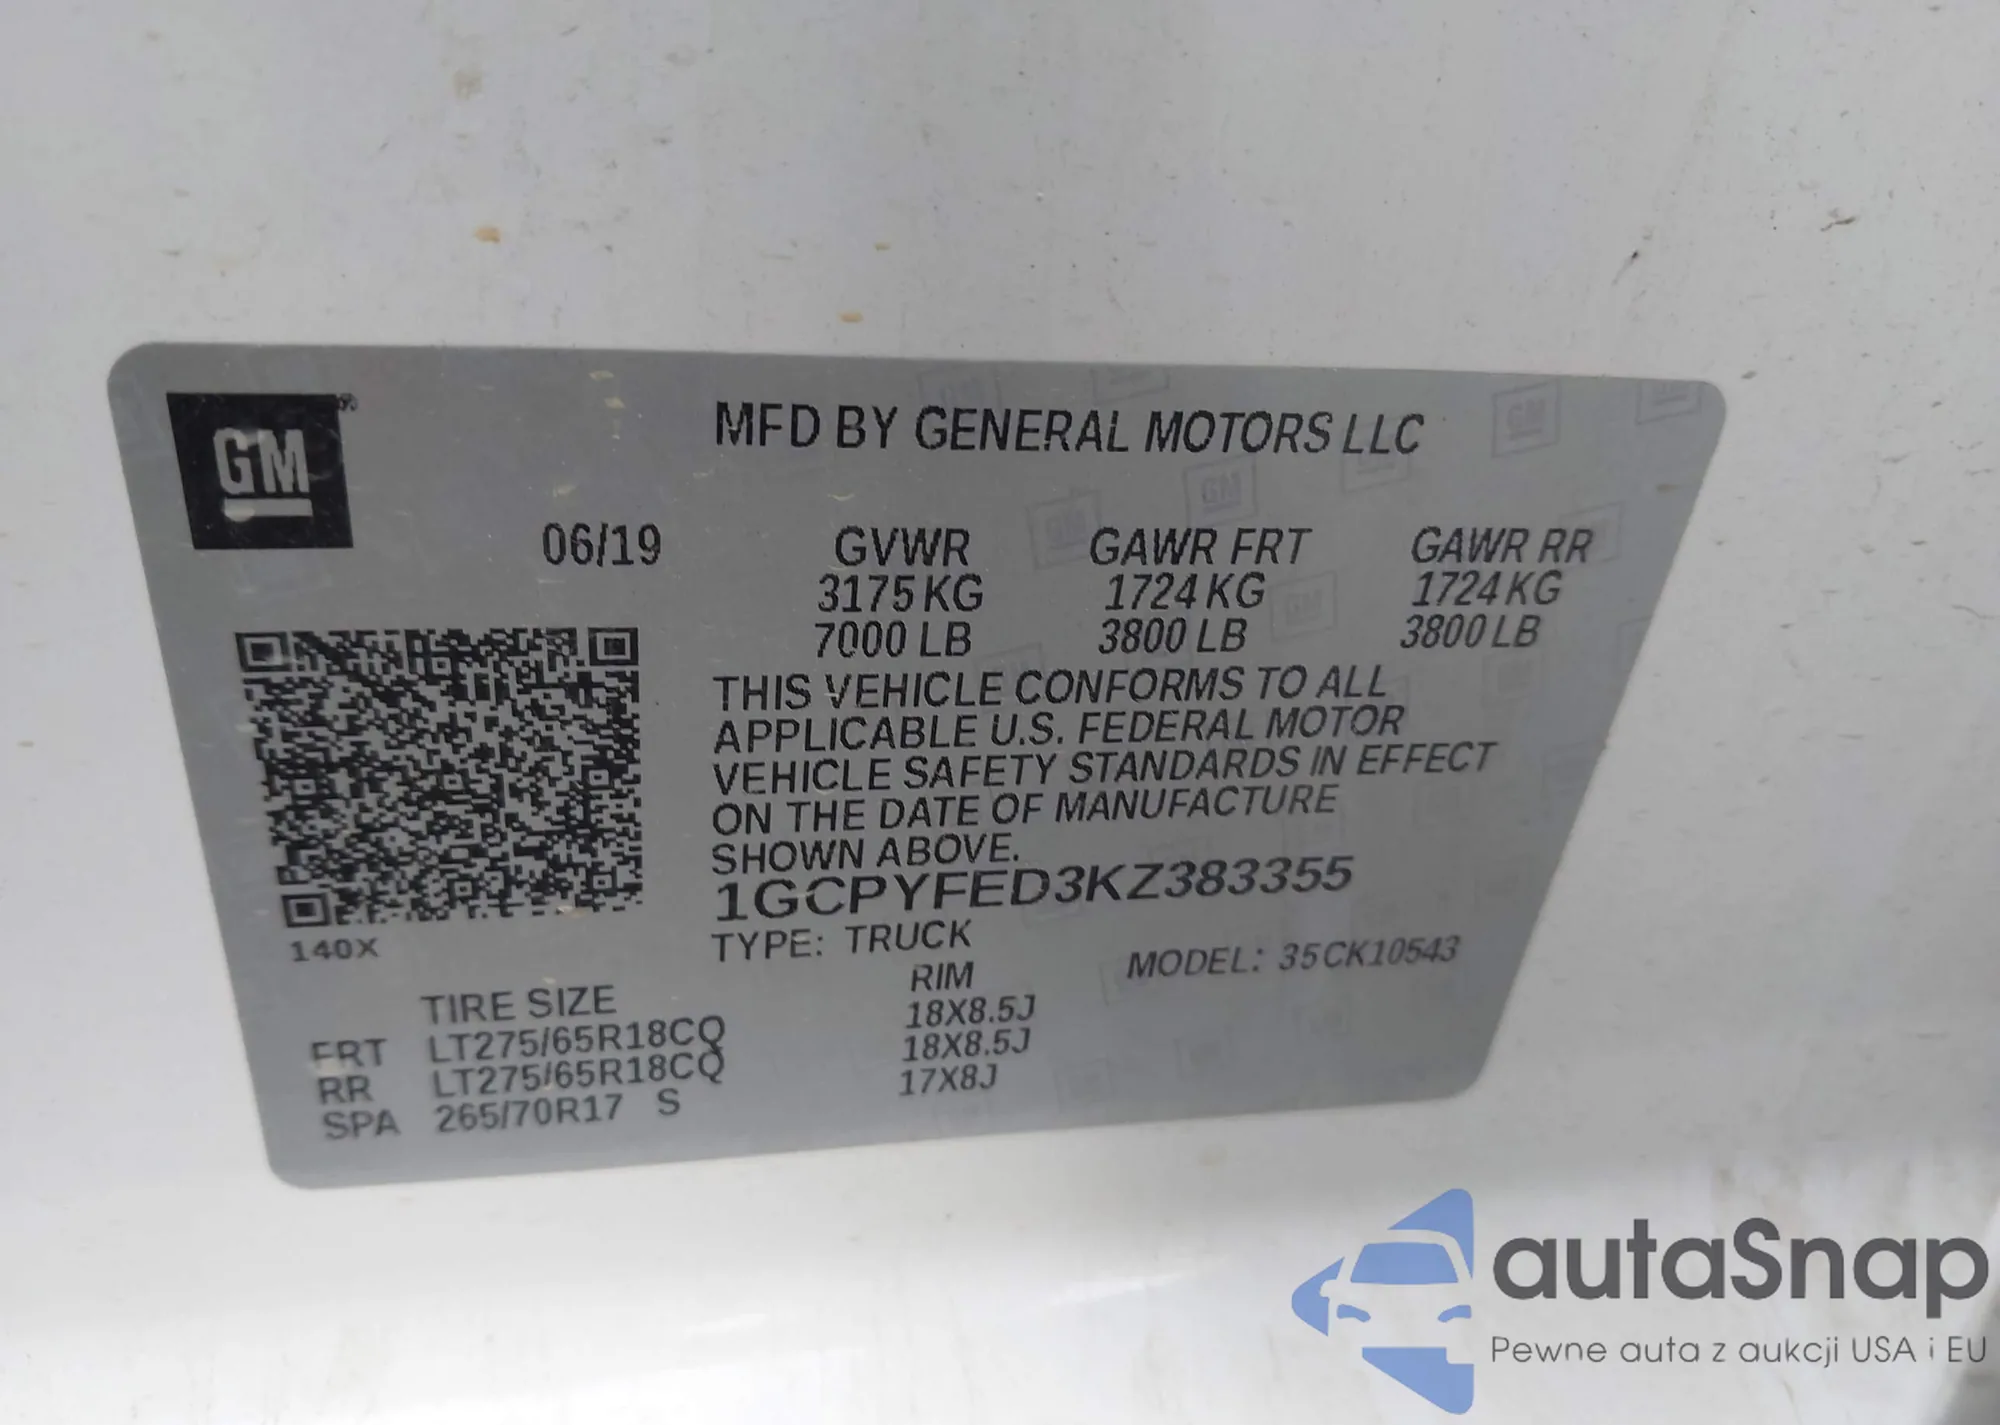 GM
MFD BY GENERAL MOTORS LLC
06/19 GVWR GAWR FRT GAWR RR
3175 KG 1724 KG 1724 KG
7000 LB 3800 LB 3800 LB
THIS VEHICLE CONFORMS TO ALL
APPLICABLE U.S. FEDERAL MOTOR
VEHICLE SAFETY STANDARDS IN EFFECT
ON THE DATE OF MANUFACTURE
SHOWN ABOVE.
1GCPYFED3KZ383355
140X
TYPE: TRUCK MODEL: 35CK10543
TIRE SIZE RIM
FRT LT275/65R18CQ 18X8.5J
RR LT275/65R18CQ 18X8.5J
SPA 265/70R17 S 17X8J
autaSnap
Pewne auta z aukcji USA i EU